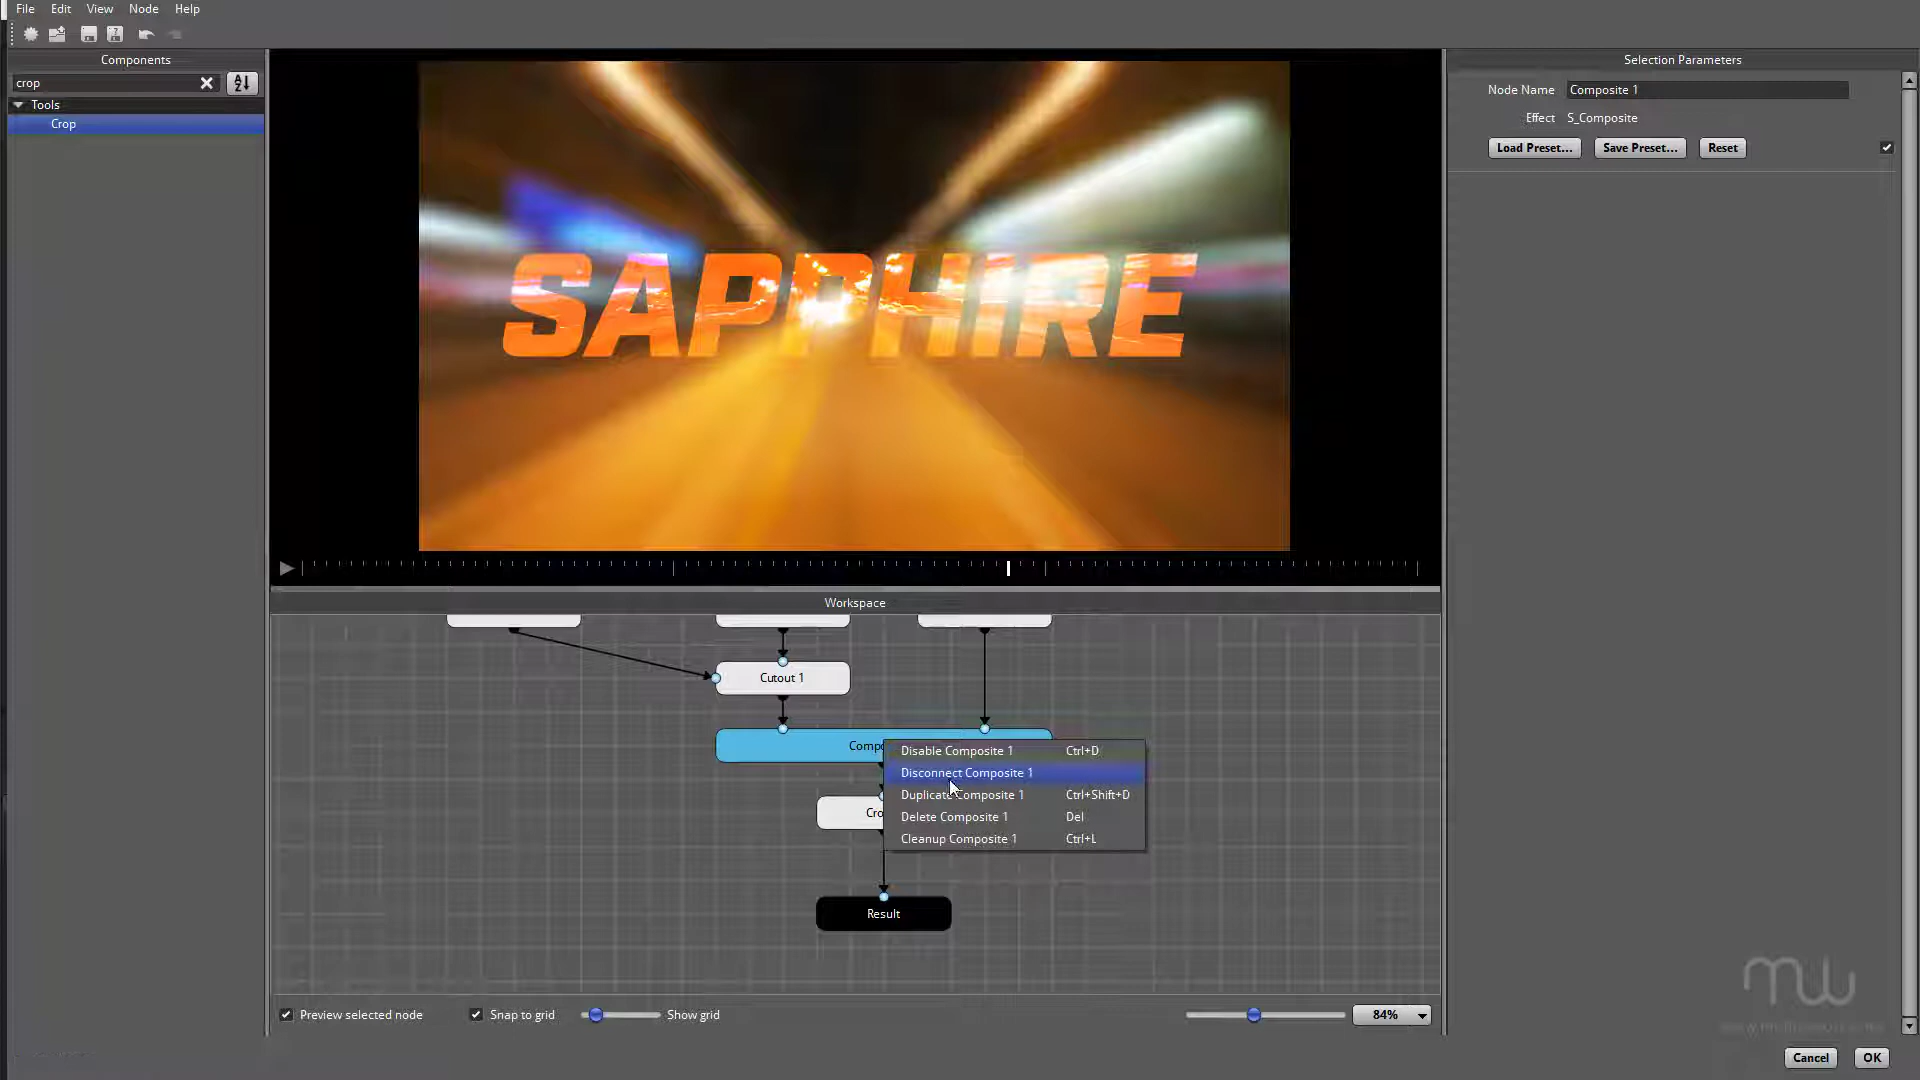 File Edit View Node Help
Components
crop
Tools
Crop
SAPPHIRE
Workspace
Cutout 1
Compo
Disable Composite 1 Ctrl+D
Disconnect Composite 1
Duplicate Composite 1 Ctrl+Shift+D
Delete Composite 1 Del
Cleanup Composite 1 Ctrl+L
Cro
Result
Preview selected node
Snap to grid
Show grid
84%
Selection Parameters
Node Name Composite 1
Effect S_Composite
Load Preset... Save Preset... Reset
Cancel OK